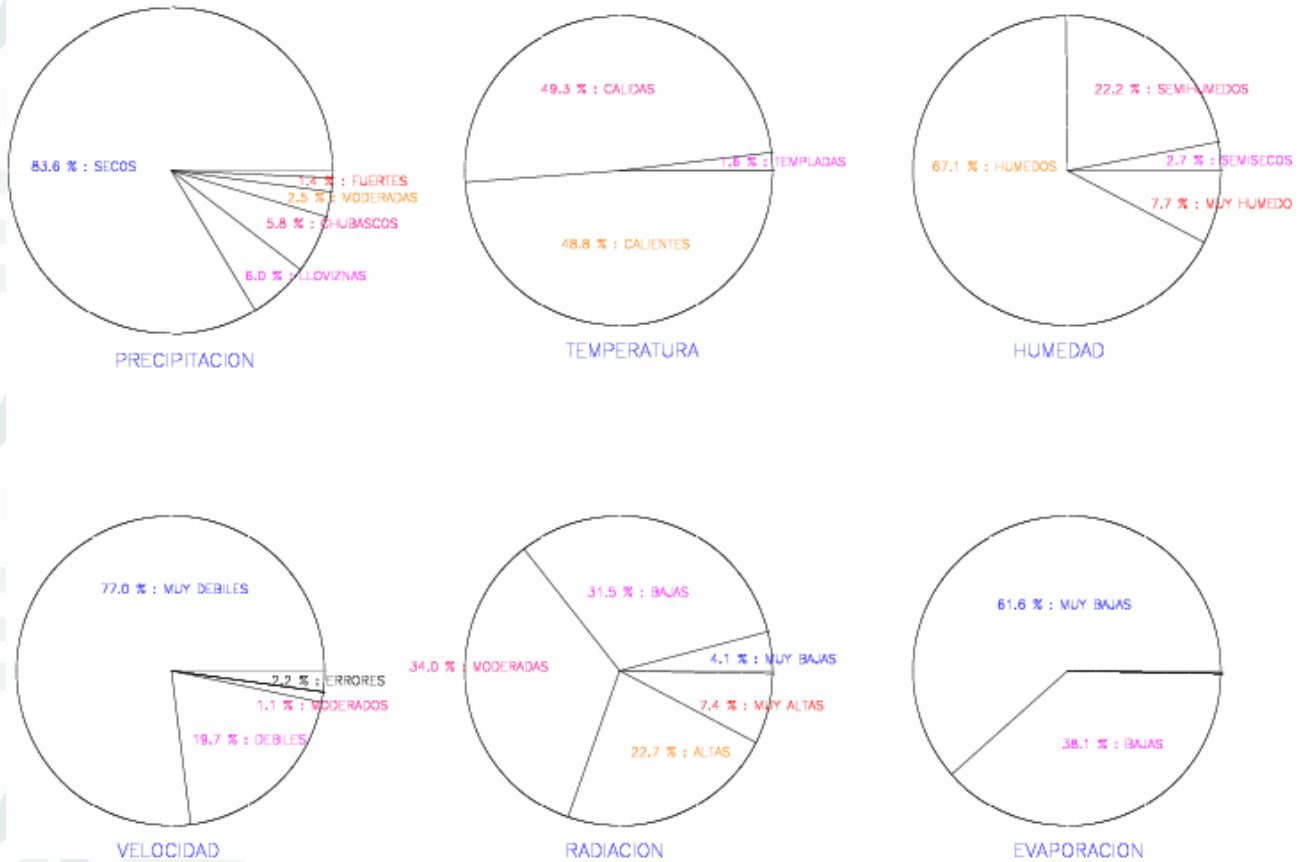 83.6 % : SECOS
1.4 % : FUERTES
2.5 % : MODERADAS
5.8 % : CHUBASCOS
6.0 % : LLOVIZNAS
PRECIPITACION
49.3 % : CALIDAS
1.6 % : TEMPLADAS
48.8 % : CALIENTES
TEMPERATURA
22.2 % : SEMIHUMEDOS
67.1 % : HUMEDOS
2.7 % : SEMISECOS
7.7 % : MUY HUMEDO
HUMEDAD
77.0 % : MUY DEBILES
2.2 % : ERRORES
1.1 % : MODERADOS
19.7 % : DEBILES
VELOCIDAD
31.5 % : BAJAS
34.0 % : MODERADAS
4.1 % : MUY BAJAS
7.4 % : MUY ALTAS
22.7 % : ALTAS
RADIACION
61.6 % : MUY BAJAS
38.1 % : BAJAS
EVAPORACION